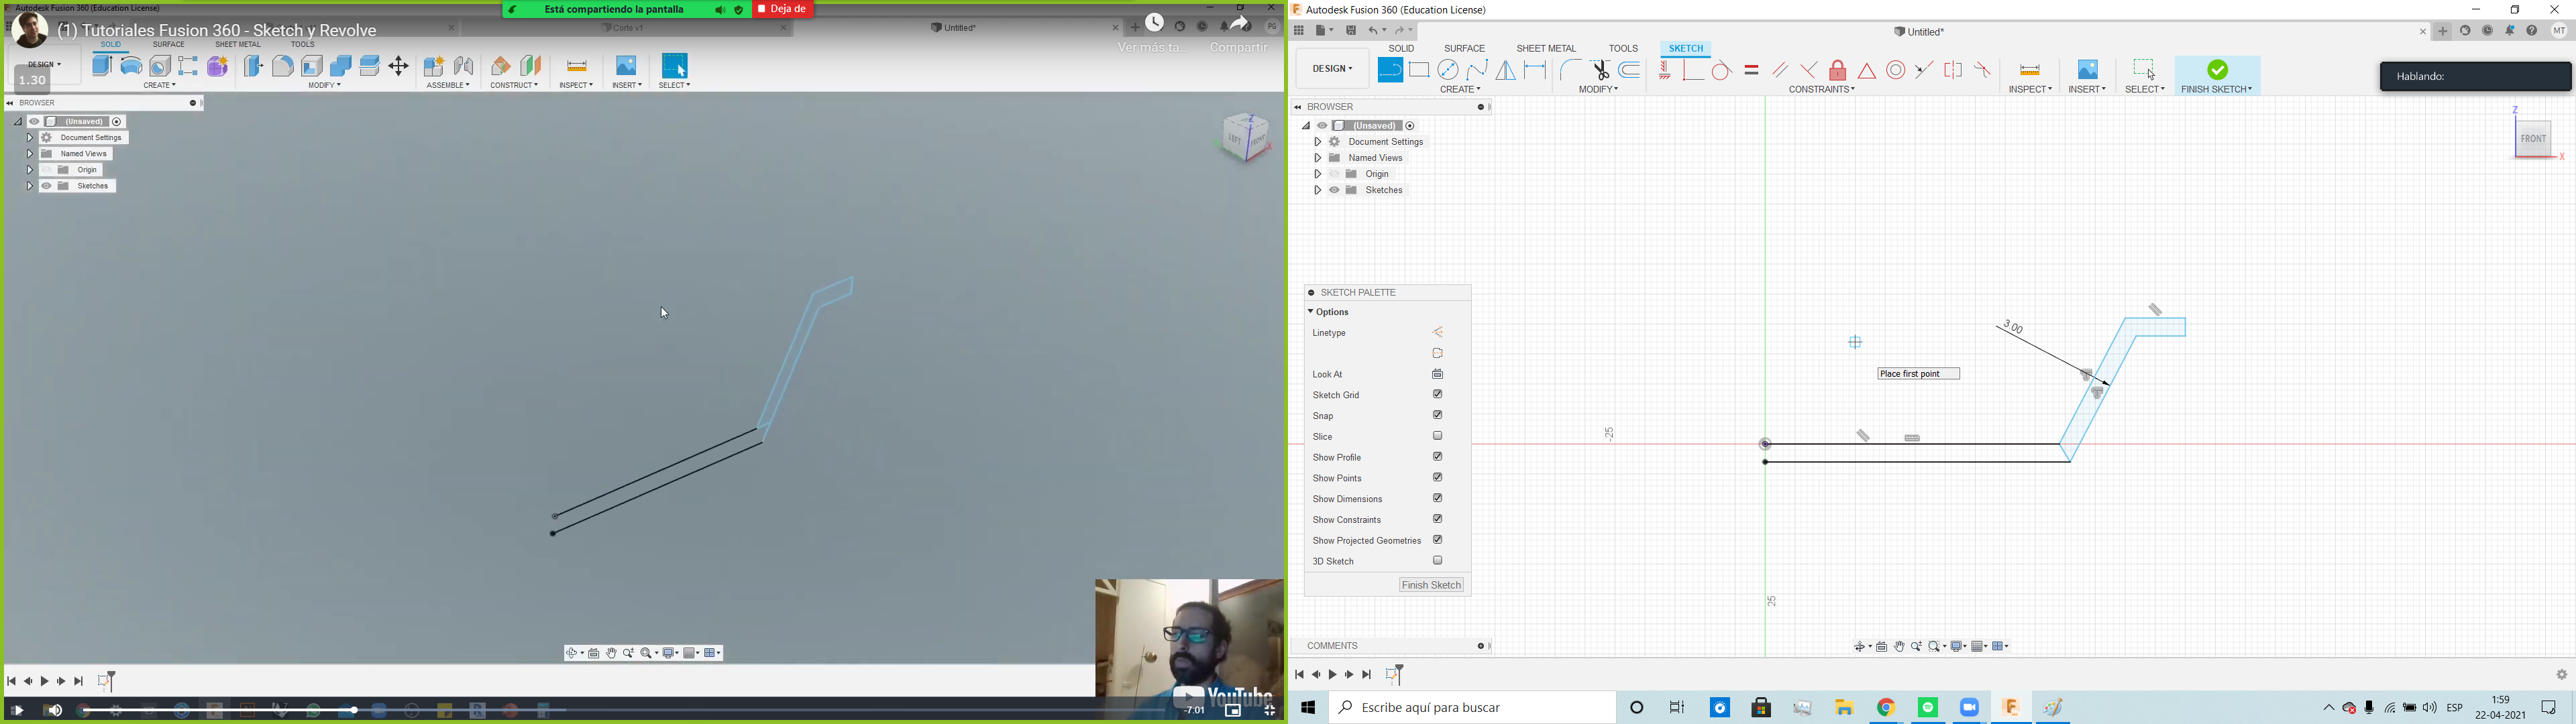 Autodesk Fusion 360 (Education License)
Está compartiendo la pantalla
Deja de
(1) Tutoriales Fusion 360 - Sketch y Revolve
Corte v1
Untitled*
PG
Ver más ta...
Compartir
SOLID
SURFACE
SHEET METAL
TOOLS
DESIGN
1.30
CREATE
MODIFY
ASSEMBLE
CONSTRUCT
INSPECT
INSERT
SELECT
BROWSER
(Unsaved)
Document Settings
Named Views
Origin
Sketches
Z
LEFT
FRONT
X
YouTube
-7:01
Autodesk Fusion 360 (Education License)
Untitled*
MT
SOLID
SURFACE
SHEET METAL
TOOLS
SKETCH
DESIGN
CREATE
MODIFY
CONSTRAINTS
INSPECT
INSERT
SELECT
FINISH SKETCH
Hablando:
BROWSER
(Unsaved)
Document Settings
Named Views
Origin
Sketches
Z
FRONT
X
SKETCH PALETTE
Options
Linetype
Look At
Sketch Grid
Snap
Slice
Show Profile
Show Points
Show Dimensions
Show Constraints
Show Projected Geometries
3D Sketch
Finish Sketch
3.00
Place first point
-25
25
COMMENTS
Escribe aquí para buscar
ESP
1:59
22-04-2021